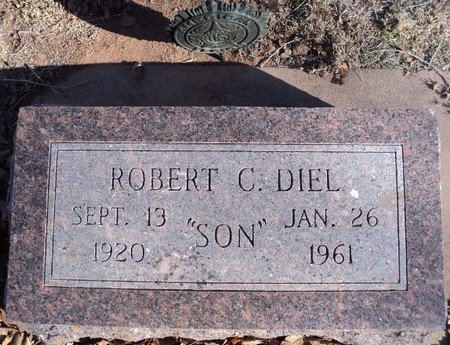 ROBERT C. DIEL
SEPT. 13 "SON" JAN. 26
1920 1961